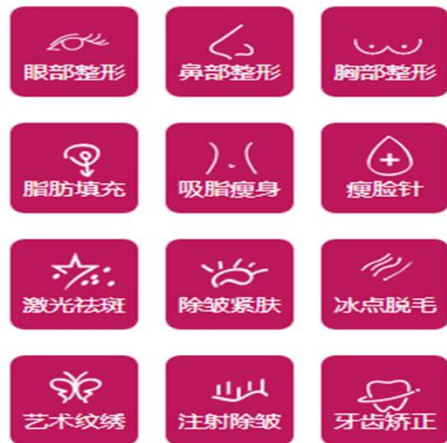 眼部整形
鼻部整形
胸部整形
脂肪填充
吸脂瘦身
瘦脸针
激光祛斑
除皱紧肤
冰点脱毛
艺术纹绣
注射除皱
牙齿矫正